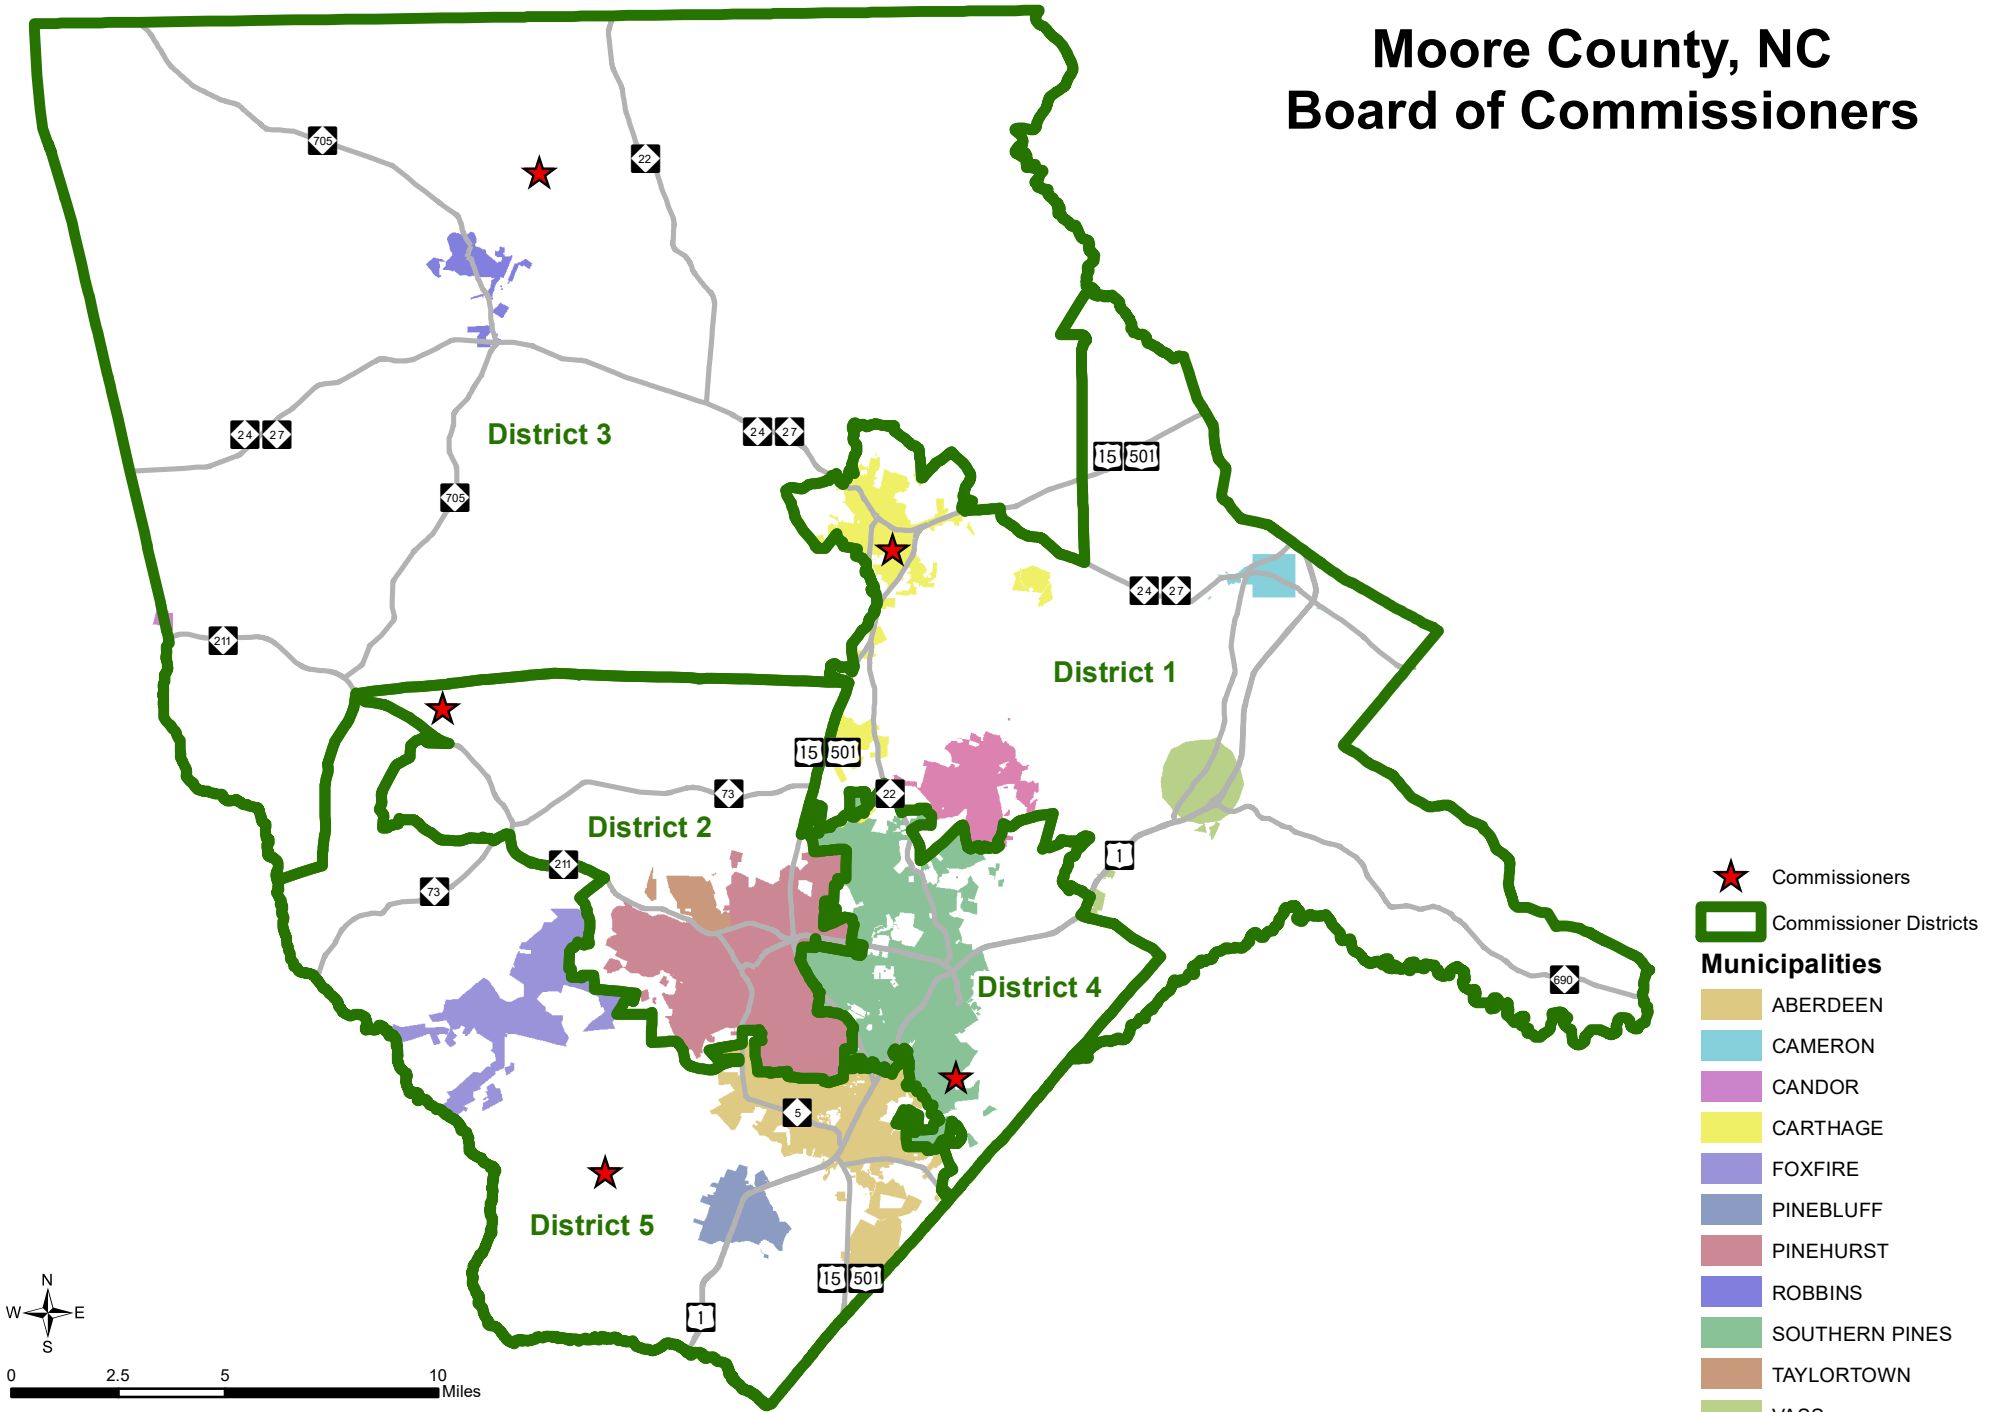 Moore County, NC
Board of Commissioners
705
22
District 3
24 27
24 27
15 501
705
24 27
211
District 1
15 501
73
22
District 2
211
1
73
District 4
690
5
District 5
15 501
1
N
W E
S
0 2.5 5 10
Miles
Commissioners
Commissioner Districts
Municipalities
ABERDEEN
CAMERON
CANDOR
CARTHAGE
FOXFIRE
PINEBLUFF
PINEHURST
ROBBINS
SOUTHERN PINES
TAYLORTOWN